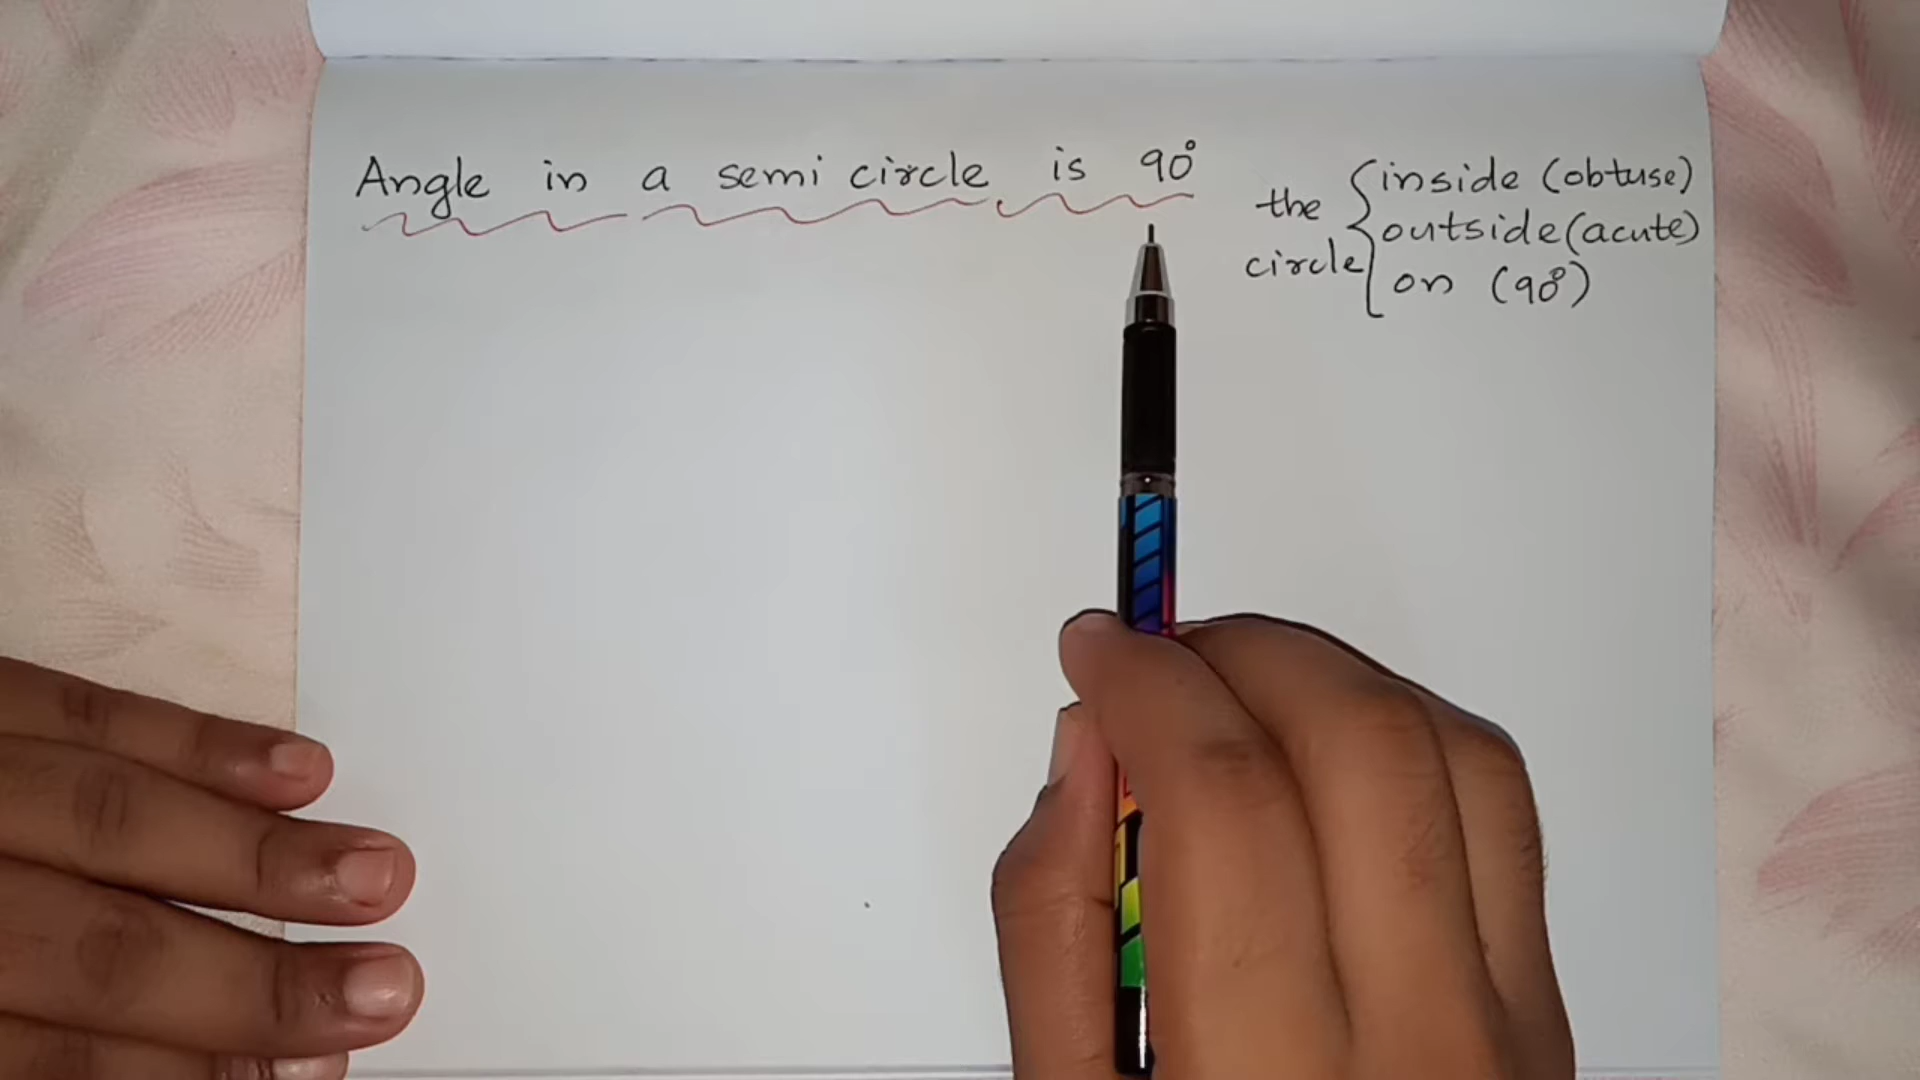 Angle in a semi circle is 90°
the circle { inside (obtuse)
outside (acute)
on (90°)